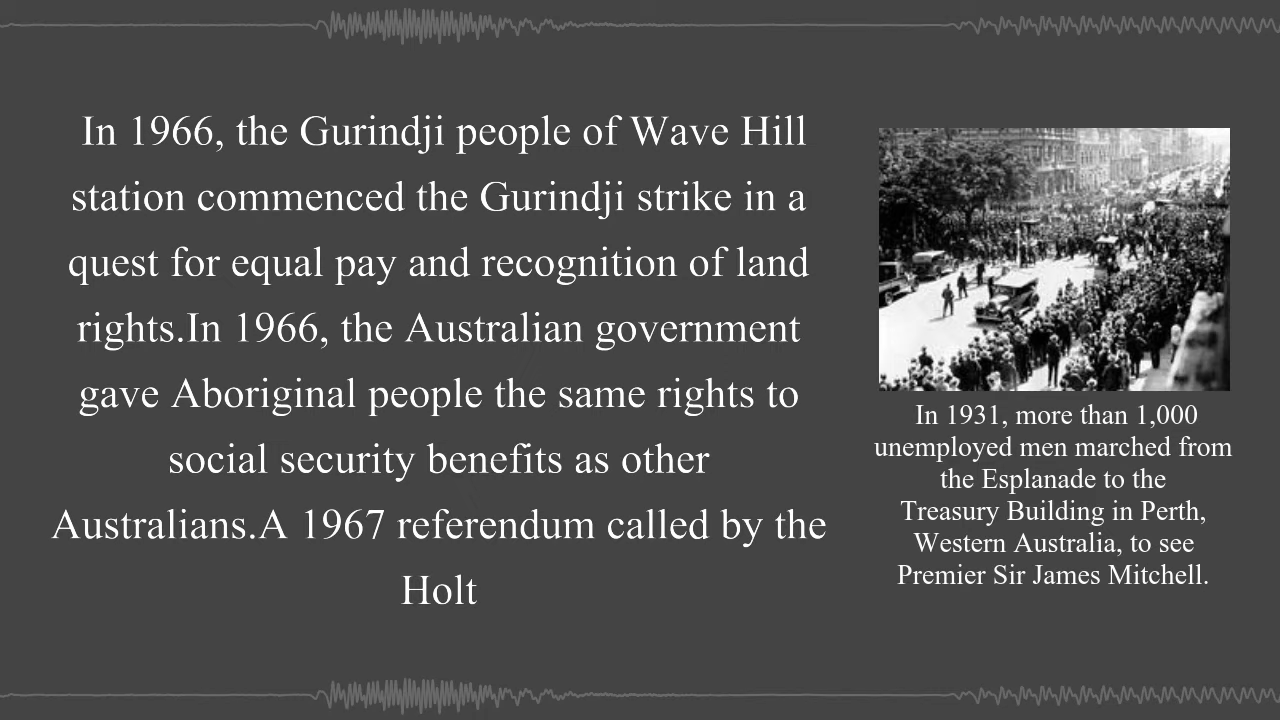 In 1966, the Gurindji people of Wave Hill
station commenced the Gurindji strike in a
quest for equal pay and recognition of land
rights.In 1966, the Australian government
gave Aboriginal people the same rights to
social security benefits as other
Australians.A 1967 referendum called by the
Holt
In 1931, more than 1,000
unemployed men marched from
the Esplanade to the
Treasury Building in Perth,
Western Australia, to see
Premier Sir James Mitchell.